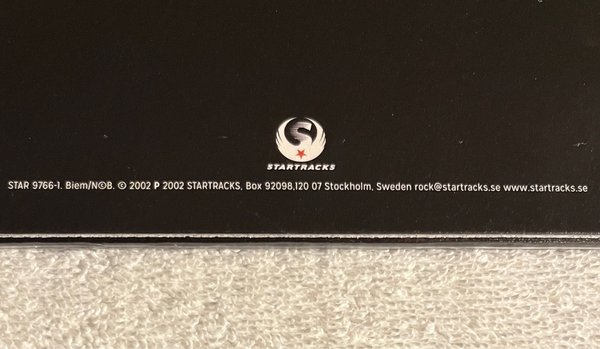 S
STARTRACKS
STAR 9766-1. Biem/N©B. © 2002 P 2002 STARTRACKS, Box 92098,120 07 Stockholm, Sweden rock@startracks.se www.startracks.se